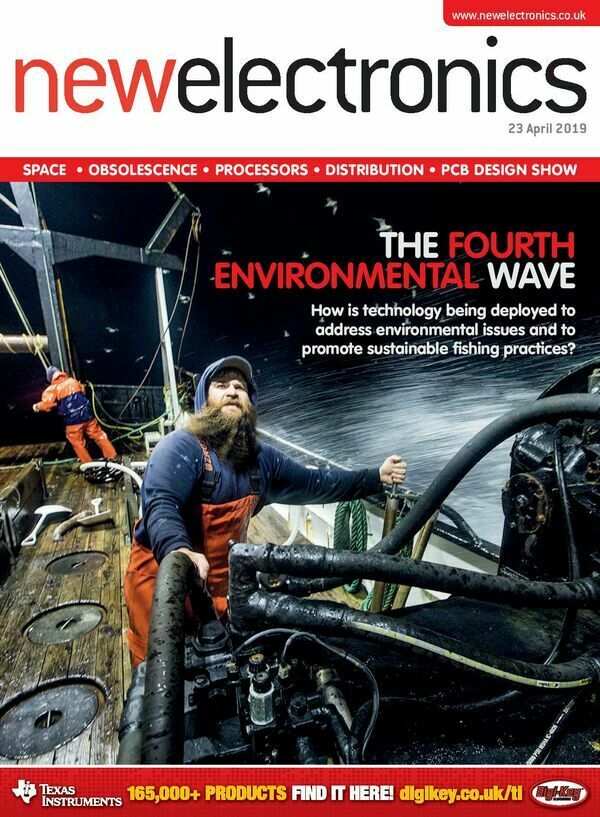 www.newelectronics.co.uk
newelectronics
23 April 2019
SPACE • OBSOLESCENCE • PROCESSORS • DISTRIBUTION • PCB DESIGN SHOW
THE FOURTH
ENVIRONMENTAL WAVE
How is technology being deployed to
address environmental issues and to
promote sustainable fishing practices?
TEXAS
INSTRUMENTS
165,000+ PRODUCTS FIND IT HERE! digikey.co.uk/ti
Digi-Key